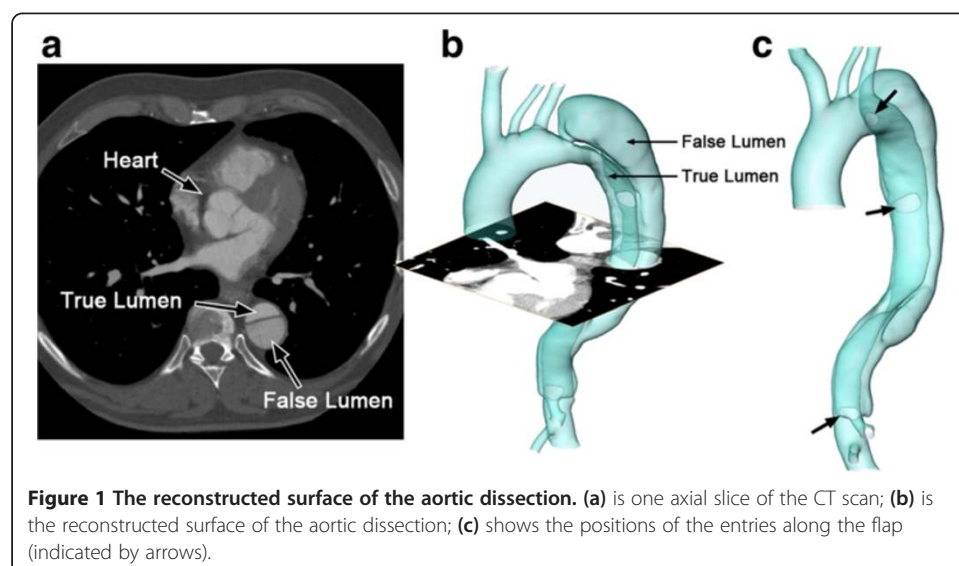 a
b
c
Heart
True Lumen
False Lumen
False Lumen
True Lumen
Figure 1 The reconstructed surface of the aortic dissection. (a) is one axial slice of the CT scan; (b) is
the reconstructed surface of the aortic dissection; (c) shows the positions of the entries along the flap
(indicated by arrows).